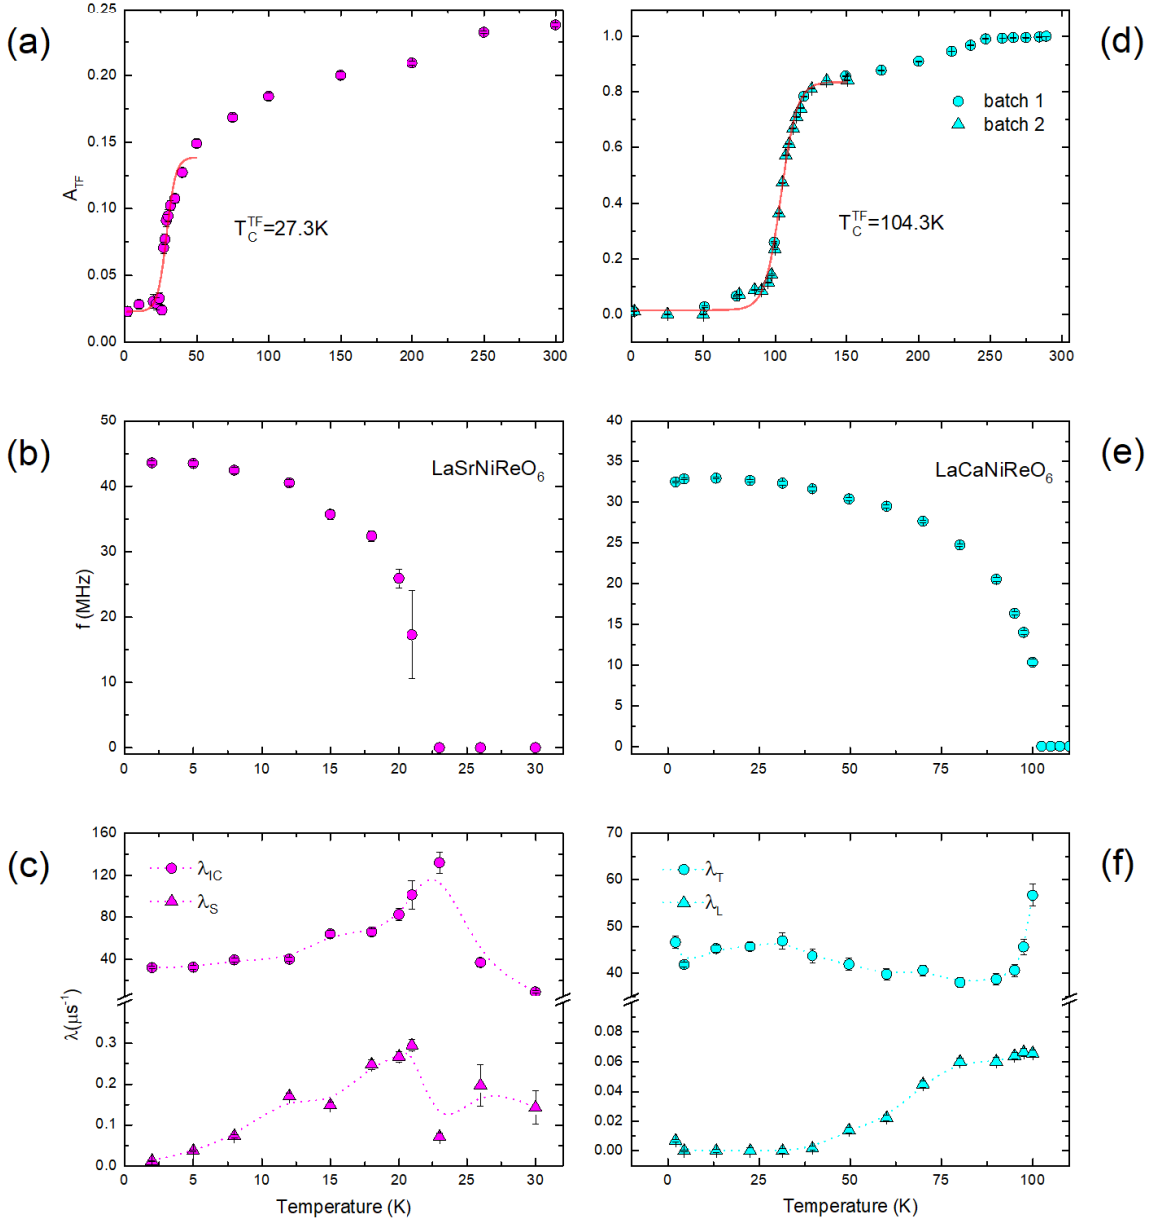 (a)
0.25
0.20
0.15
0.10
0.05
0.00
A_TF
T_C^TF=27.3K
0 50 100 150 200 250 300
(d)
1.0
0.8
0.6
0.4
0.2
0.0
batch 1
batch 2
T_C^TF=104.3K
0 50 100 150 200 250 300
(b)
50
40
30
20
10
0
f (MHz)
LaSrNiReO₆
0 5 10 15 20 25 30
(e)
40
35
30
25
20
15
10
5
0
LaCaNiReO₆
0 25 50 75 100
(c)
160
120
80
40
0.3
0.2
0.1
0.0
λ(μs⁻¹)
λ_IC
λ_S
0 5 10 15 20 25 30
Temperature (K)
(f)
70
60
50
40
0.08
0.06
0.04
0.02
0.00
λ_T
λ_L
0 25 50 75 100
Temperature (K)